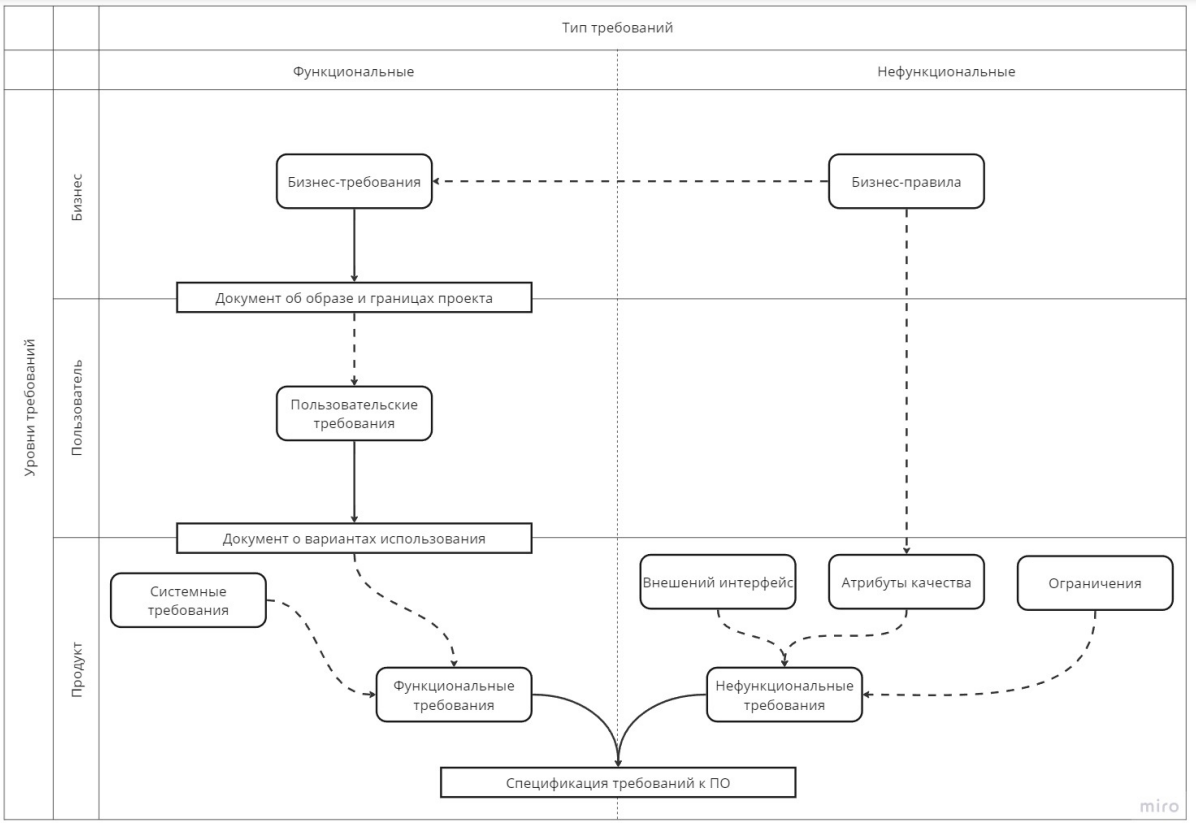 Тип требований
Функциональные
Нефункциональные
Уровни требований
Бизнес
Бизнес-требования
Бизнес-правила
Документ об образе и границах проекта
Пользователь
Пользовательские
требования
Документ о вариантах использования
Продукт
Системные
требования
Внешений интерфейс
Атрибуты качества
Ограничения
Функциональные
требования
Нефункциональные
требования
Спецификация требований к ПО
miro